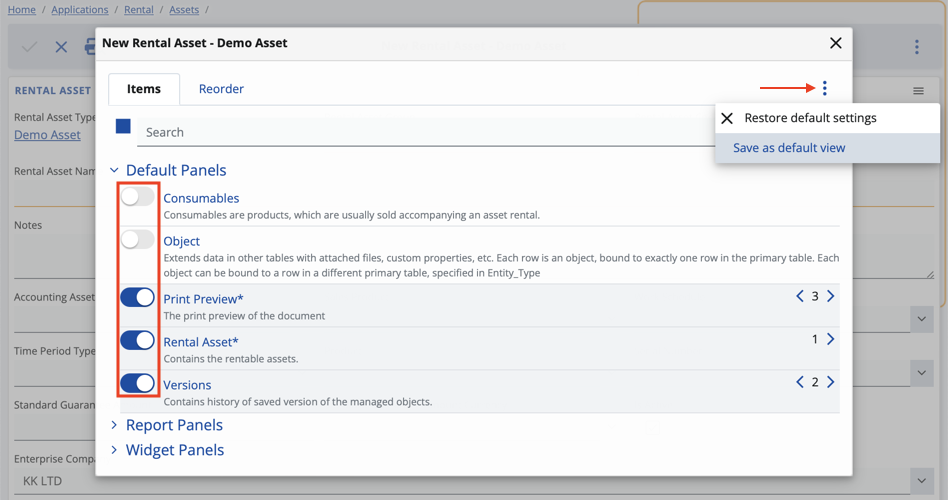 Home / Applications / Rental / Assets /
New Rental Asset - Demo Asset
Items
Reorder
Restore default settings
Save as default view
Search
RENTAL ASSET
Rental Asset Type
Demo Asset
Rental Asset Nam
Notes
Accounting Asset
Time Period Type
Standard Guaran
Enterprise Compa
KK LTD
Default Panels
Consumables
Consumables are products, which are usually sold accompanying an asset rental.
Object
Extends data in other tables with attached files, custom properties, etc. Each row is an object, bound to exactly one row in the primary table. Each
object can be bound to a row in a different primary table, specified in Entity_Type
Print Preview*
3
The print preview of the document
Rental Asset*
1
Contains the rentable assets.
Versions
2
Contains history of saved version of the managed objects.
Report Panels
Widget Panels